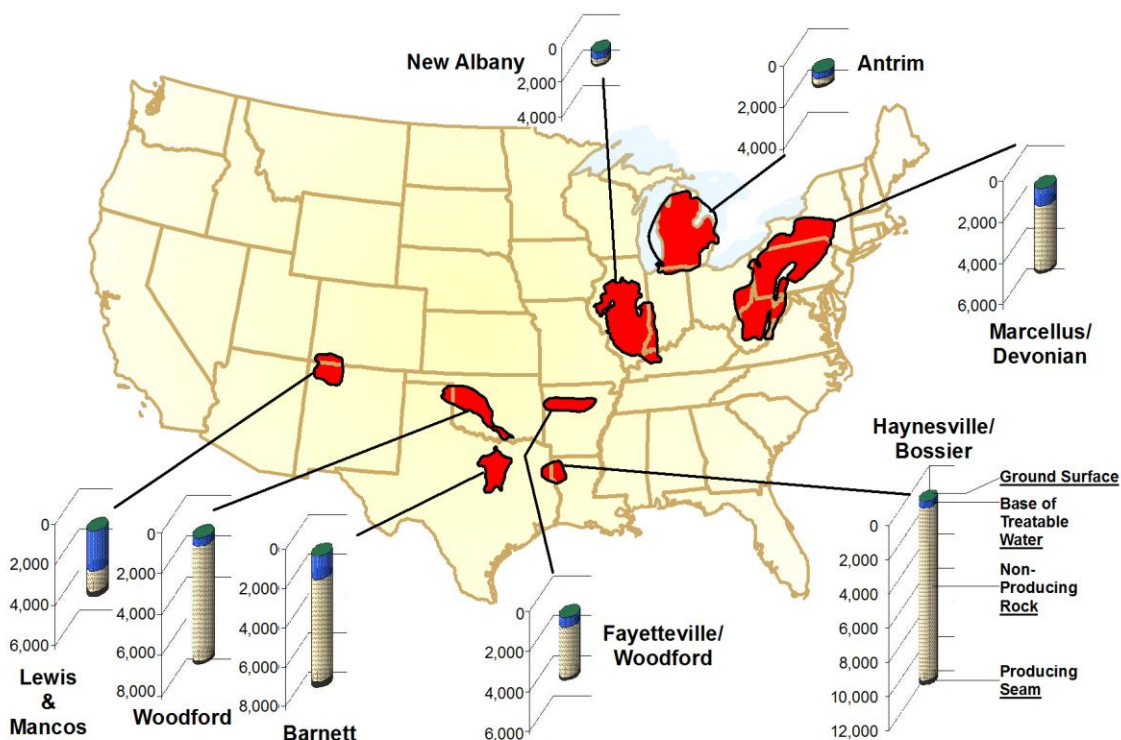 New Albany
0
2,000
4,000
Antrim
0
2,000
4,000
0
2,000
4,000
6,000
Marcellus/
Devonian
Haynesville/
Bossier
Ground Surface
Base of
Treatable
Water
Non-
Producing
Rock
Producing
Seam
0
2,000
4,000
6,000
8,000
10,000
12,000
0
2,000
4,000
6,000
Lewis
&
Mancos
0
2,000
4,000
6,000
8,000
Woodford
0
2,000
4,000
6,000
8,000
Barnett
0
2,000
4,000
6,000
Fayetteville/
Woodford